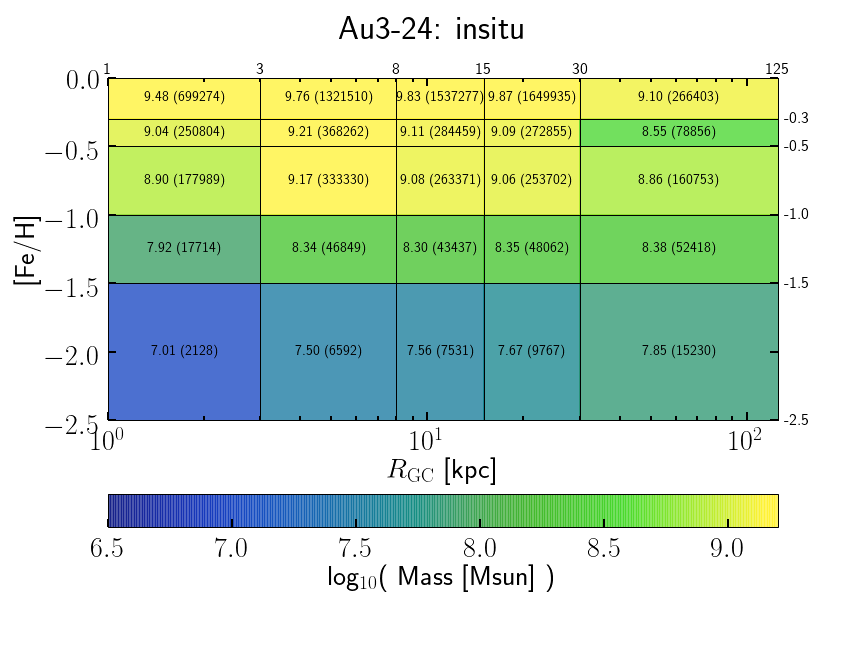 Au3-24: insitu
1 3 8 15 30 125
0.0
9.48 (699274) 9.76 (1321510) 9.83 (1537277) 9.87 (1649935) 9.10 (266403)
-0.3
9.04 (250804) 9.21 (368262) 9.11 (284459) 9.09 (272855) 8.55 (78856)
−0.5 -0.5
8.90 (177989) 9.17 (333330) 9.08 (263371) 9.06 (253702) 8.86 (160753)
−1.0 -1.0
[Fe/H]
7.92 (17714) 8.34 (46849) 8.30 (43437) 8.35 (48062) 8.38 (52418)
−1.5 -1.5
−2.0 7.01 (2128) 7.50 (6592) 7.56 (7531) 7.67 (9767) 7.85 (15230)
−2.5 -2.5
10⁰ 10¹ 10²
R_GC [kpc]
6.5 7.0 7.5 8.0 8.5 9.0
log₁₀( Mass [Msun] )